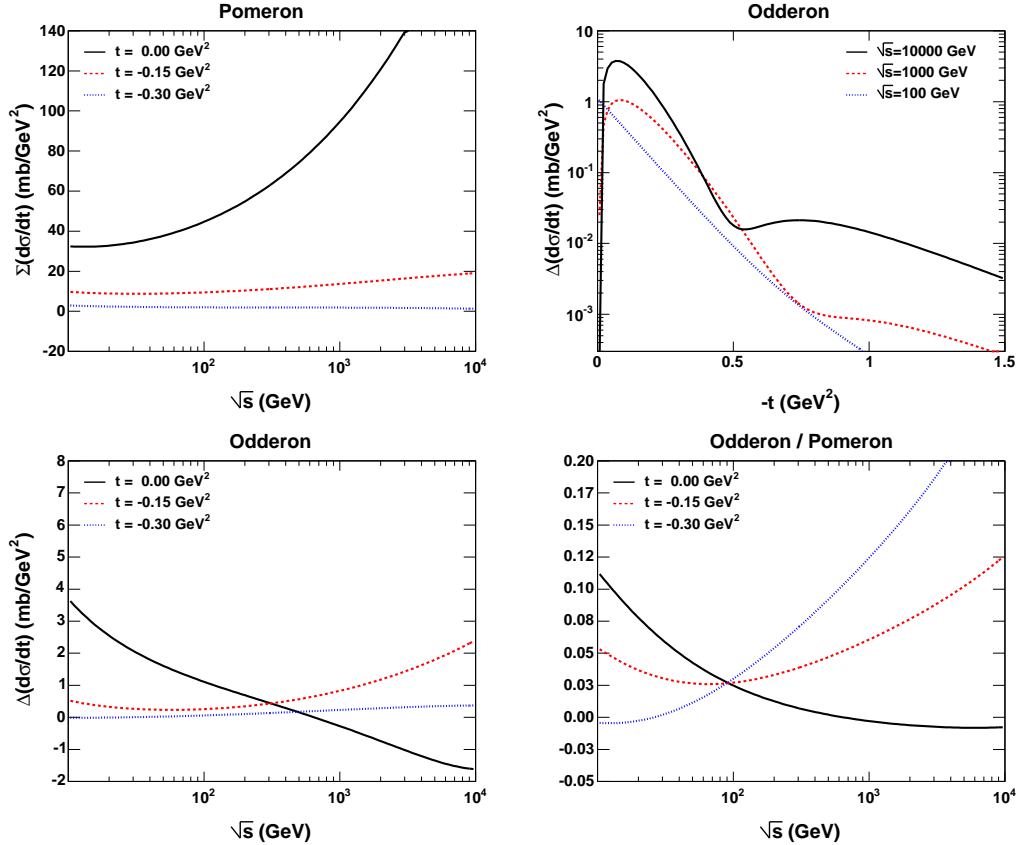 Pomeron
Σ(dσ/dt) (mb/GeV²)
140
120
100
80
60
40
20
0
-20
t = 0.00 GeV²
t = -0.15 GeV²
t = -0.30 GeV²
10²
10³
10⁴
√s (GeV)
Odderon
Δ(dσ/dt) (mb/GeV²)
10
1
10⁻¹
10⁻²
10⁻³
√s=10000 GeV
√s=1000 GeV
√s=100 GeV
0
0.5
1
1.5
-t (GeV²)
Odderon
Δ(dσ/dt) (mb/GeV²)
8
7
6
5
4
3
2
1
0
-1
-2
t = 0.00 GeV²
t = -0.15 GeV²
t = -0.30 GeV²
10²
10³
10⁴
√s (GeV)
Odderon / Pomeron
0.20
0.17
0.15
0.12
0.10
0.08
0.05
0.03
0.00
-0.03
-0.05
t = 0.00 GeV²
t = -0.15 GeV²
t = -0.30 GeV²
10²
10³
10⁴
√s (GeV)